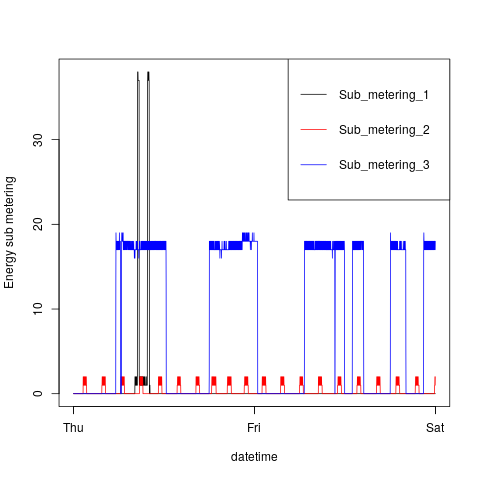 Sub_metering_1
Sub_metering_2
Sub_metering_3
Energy sub metering
30
20
10
0
Thu Fri Sat
datetime